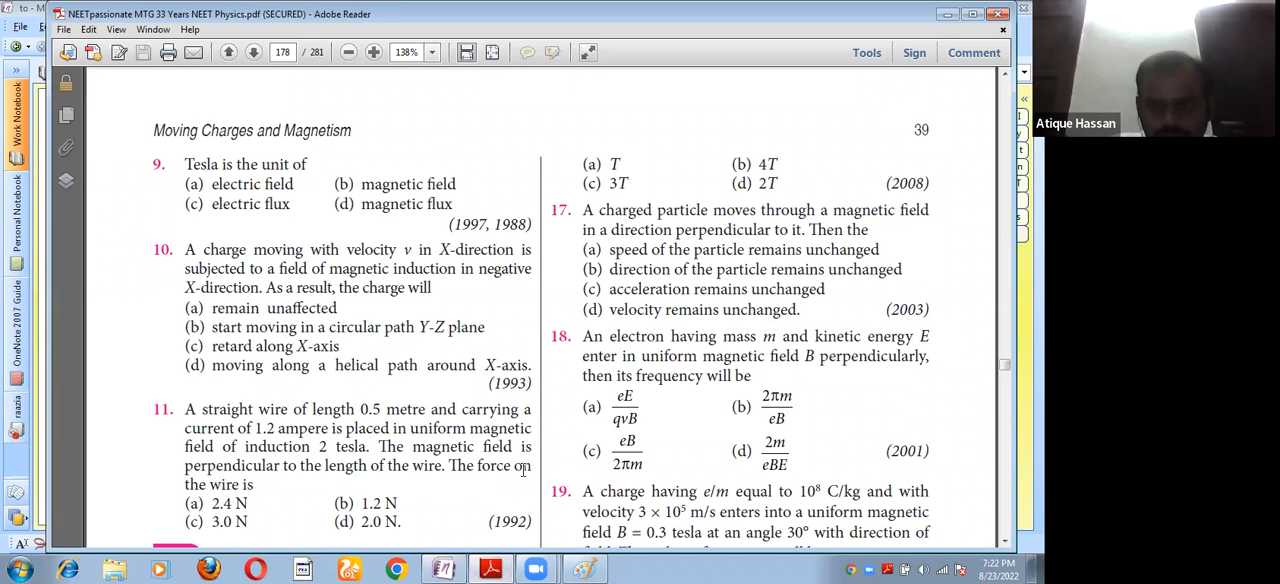 NEETpassionate MTG 33 Years NEET Physics.pdf (SECURED) - Adobe Reader
File Edit View Window Help
178 / 281 138% Tools Sign Comment
Atique Hassan
Work Notebook
Personal Notebook
OneNote 2007 Guide
raazia
Moving Charges and Magnetism 39
9. Tesla is the unit of
(a) electric field (b) magnetic field
(c) electric flux (d) magnetic flux
(1997, 1988)
10. A charge moving with velocity v in X-direction is
subjected to a field of magnetic induction in negative
X-direction. As a result, the charge will
(a) remain unaffected
(b) start moving in a circular path Y-Z plane
(c) retard along X-axis
(d) moving along a helical path around X-axis.
(1993)
11. A straight wire of length 0.5 metre and carrying a
current of 1.2 ampere is placed in uniform magnetic
field of induction 2 tesla. The magnetic field is
perpendicular to the length of the wire. The force on
the wire is
(a) 2.4 N (b) 1.2 N
(c) 3.0 N (d) 2.0 N. (1992)
(a) T (b) 4T
(c) 3T (d) 2T (2008)
17. A charged particle moves through a magnetic field
in a direction perpendicular to it. Then the
(a) speed of the particle remains unchanged
(b) direction of the particle remains unchanged
(c) acceleration remains unchanged
(d) velocity remains unchanged. (2003)
18. An electron having mass m and kinetic energy E
enter in uniform magnetic field B perpendicularly,
then its frequency will be
(a) eE/qvB (b) 2πm/eB
(c) eB/2πm (d) 2m/eBE (2001)
19. A charge having e/m equal to 10⁸ C/kg and with
velocity 3 × 10⁵ m/s enters into a uniform magnetic
field B = 0.3 tesla at an angle 30° with direction of
7:22 PM
8/23/2022